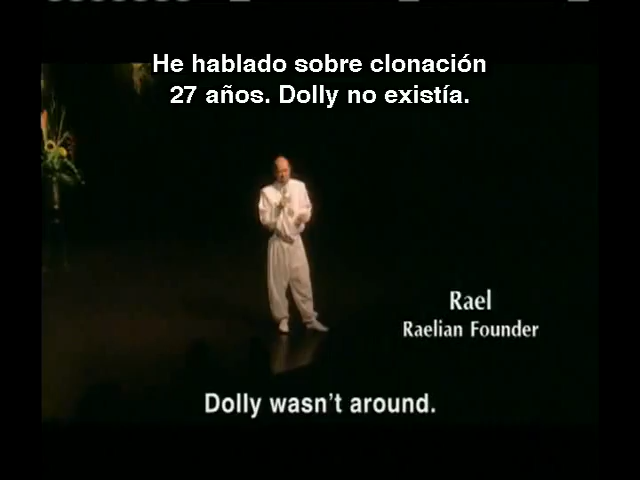 He hablado sobre clonación
27 años. Dolly no existía.
Rael
Raelian Founder
Dolly wasn't around.